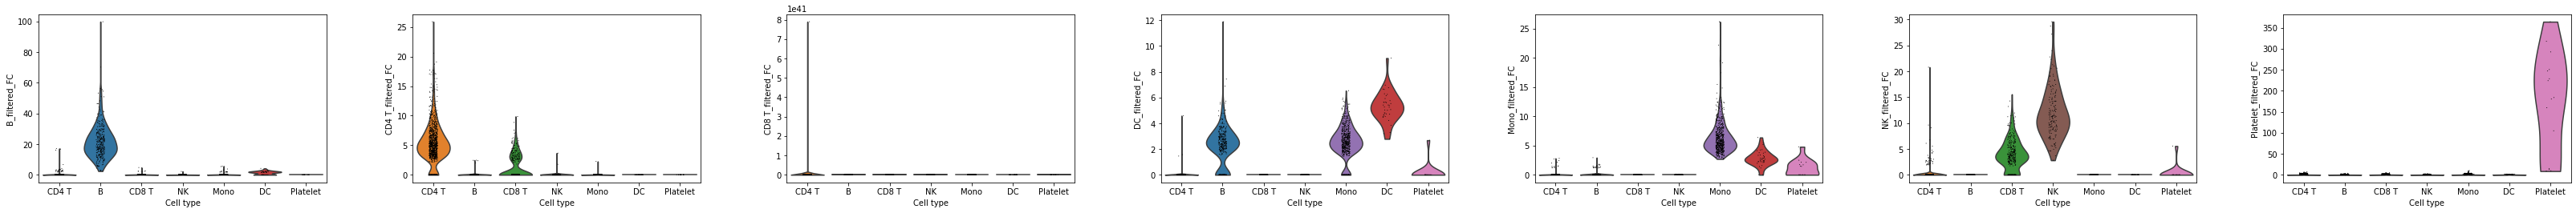 B_filtered_FC
100
80
60
40
20
0
CD4 T B CD8 T NK Mono DC Platelet
Cell type
CD4 T_filtered_FC
25
20
15
10
5
0
CD4 T B CD8 T NK Mono DC Platelet
Cell type
1e41
CD8 T_filtered_FC
8
7
6
5
4
3
2
1
0
CD4 T B CD8 T NK Mono DC Platelet
Cell type
DC_filtered_FC
12
10
8
6
4
2
0
CD4 T B CD8 T NK Mono DC Platelet
Cell type
Mono_filtered_FC
25
20
15
10
5
0
CD4 T B CD8 T NK Mono DC Platelet
Cell type
NK_filtered_FC
30
25
20
15
10
5
0
CD4 T B CD8 T NK Mono DC Platelet
Cell type
Platelet_filtered_FC
350
300
250
200
150
100
50
0
CD4 T B CD8 T NK Mono DC Platelet
Cell type